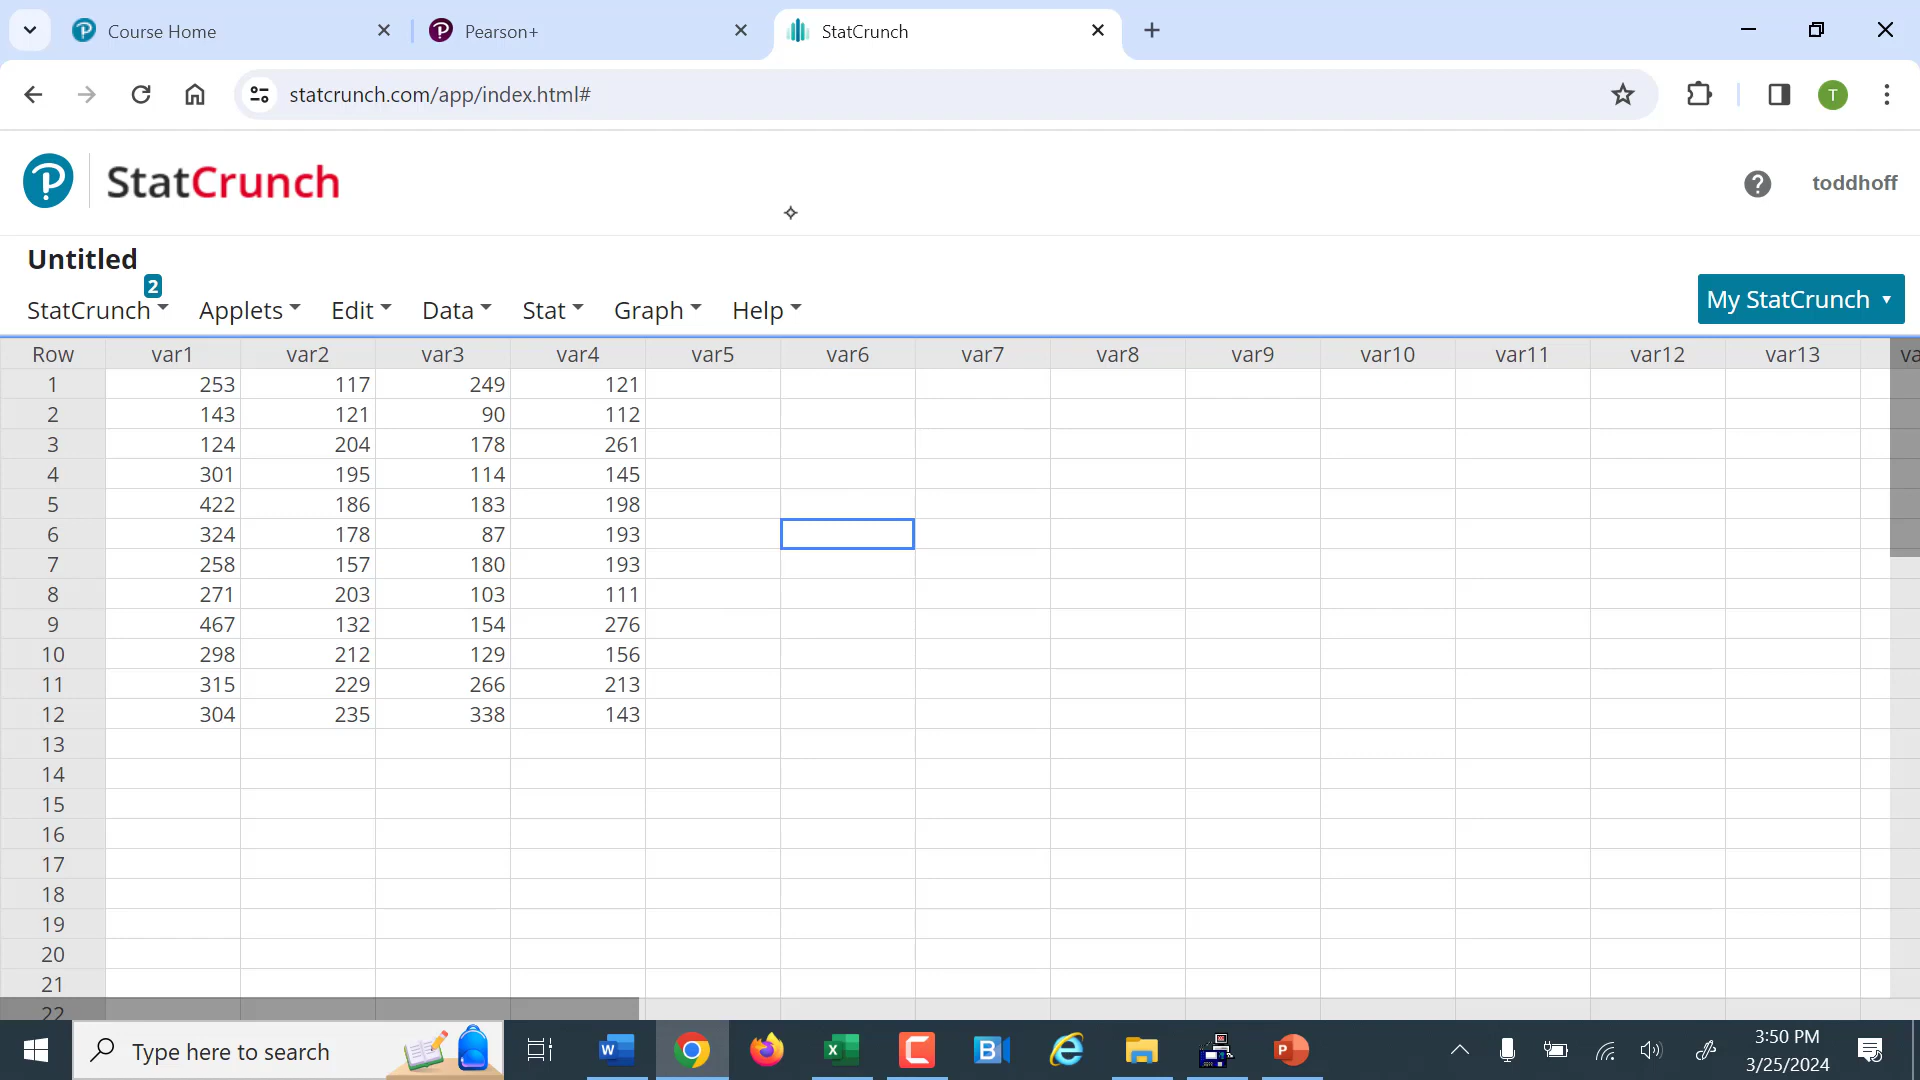 Course Home
Pearson+
StatCrunch
statcrunch.com/app/index.html#
T
StatCrunch
toddhoff
Untitled
2
StatCrunch Applets Edit Data Stat Graph Help
My StatCrunch
Row var1 var2 var3 var4 var5 var6 var7 var8 var9 var10 var11 var12 var13 va
1 253 117 249 121
2 143 121 90 112
3 124 204 178 261
4 301 195 114 145
5 422 186 183 198
6 324 178 87 193
7 258 157 180 193
8 271 203 103 111
9 467 132 154 276
10 298 212 129 156
11 315 229 266 213
12 304 235 338 143
13
14
15
16
17
18
19
20
21
22
Type here to search
3:50 PM
3/25/2024